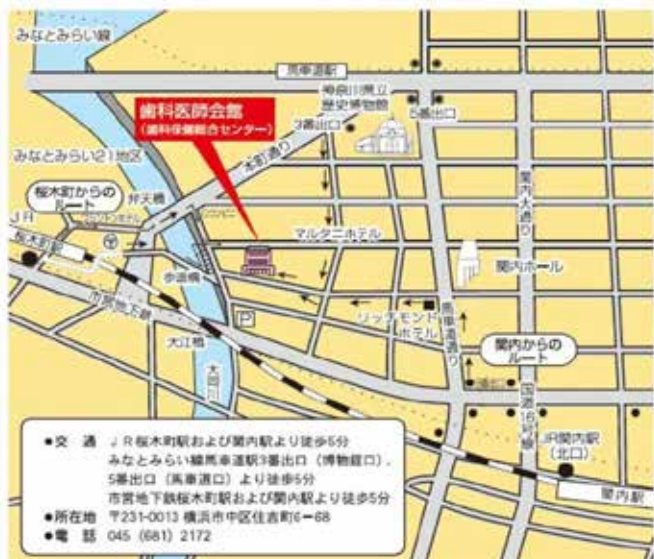 みなとみらい線
馬車道駅
神奈川県立
歴史博物館
5番出口
3番出口
歯科医師会館
(歯科保健総合センター)
みなとみらい21地区
本町通り
関内大通り
桜木町からの
ルート
弁天橋
JR
桜木町駅
マルタニホテル
関内ホール
歩道橋
市営地下鉄
P
リッチモンド
ホテル
馬車道通り
関内からの
ルート
大江橋
大岡川
国道16号線
JR関内駅
(北口)
関内駅
●交 通 JR桜木町駅および関内駅より徒歩5分
みなとみらい線馬車道駅3番出口(博物館口)、
5番出口(馬車道口)より徒歩5分
市営地下鉄桜木町駅および関内駅より徒歩5分
●所在地 〒231-0013 横浜市中区住吉町6-68
●電 話 045(681)2172